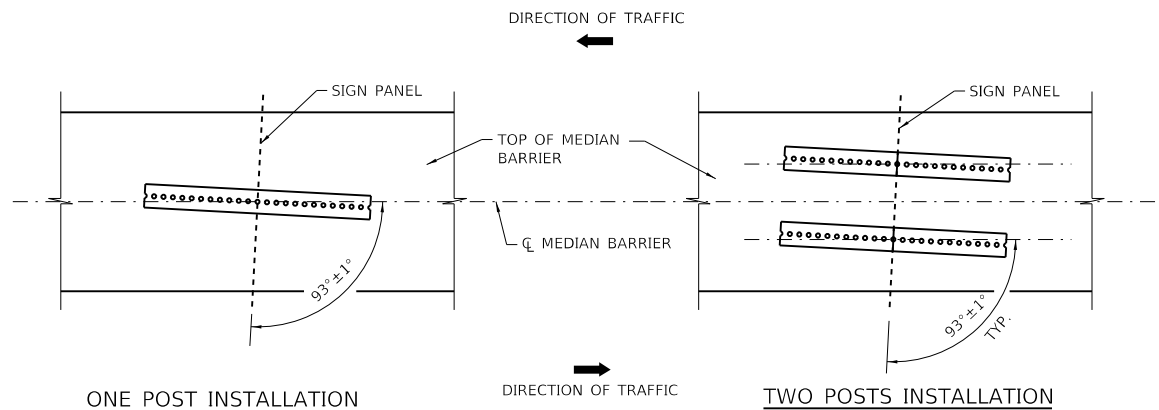 DIRECTION OF TRAFFIC
SIGN PANEL
SIGN PANEL
TOP OF MEDIAN
BARRIER
℄ MEDIAN BARRIER
93°±1°
93°±1°
TYP.
DIRECTION OF TRAFFIC
ONE POST INSTALLATION
TWO POSTS INSTALLATION